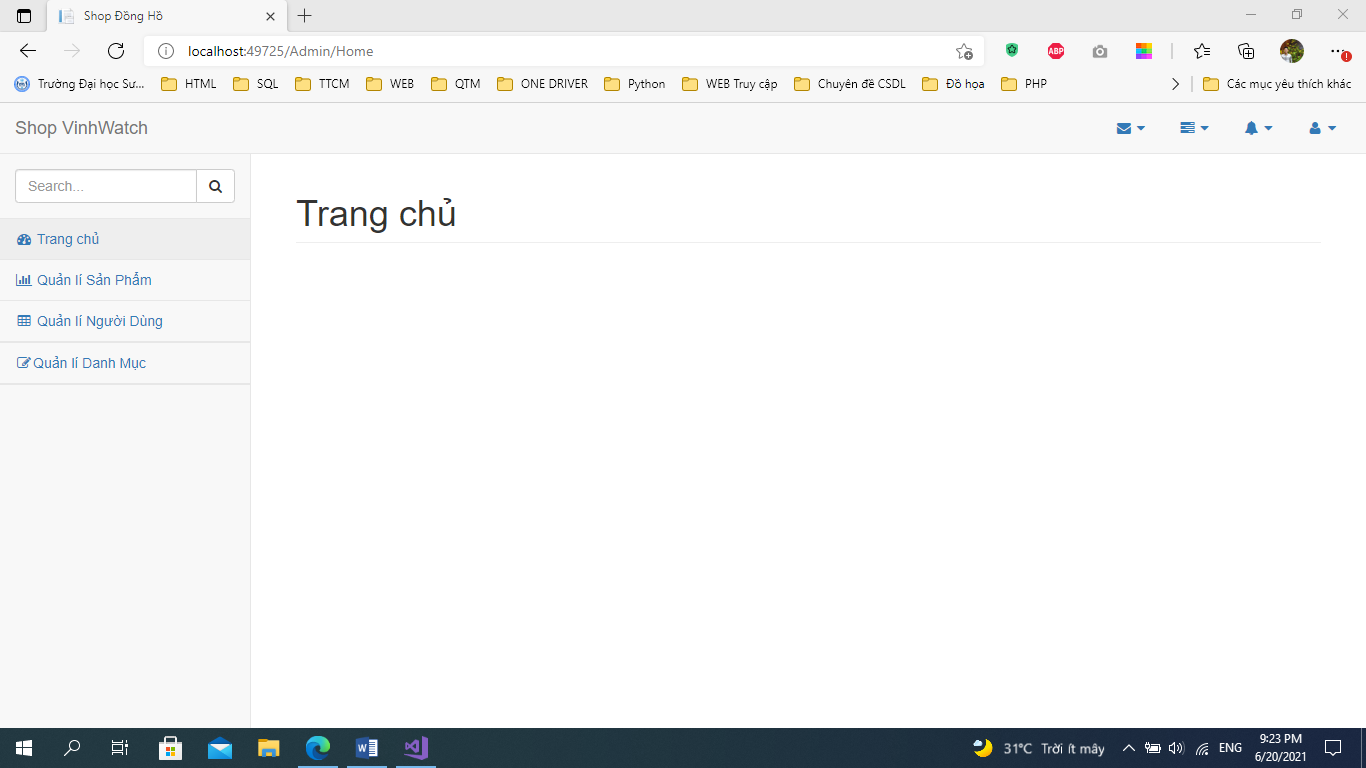 Shop Đồng Hồ
localhost:49725/Admin/Home
ABP
Trường Đại học Sư... HTML SQL TTCM WEB QTM ONE DRIVER Python WEB Truy cập Chuyên đề CSDL Đồ họa PHP Các mục yêu thích khác
Shop VinhWatch
Search...
Trang chủ
Trang chủ
Quản lí Sản Phẩm
Quản lí Người Dùng
Quản lí Danh Mục
31°C Trời ít mây ENG 9:23 PM
6/20/2021